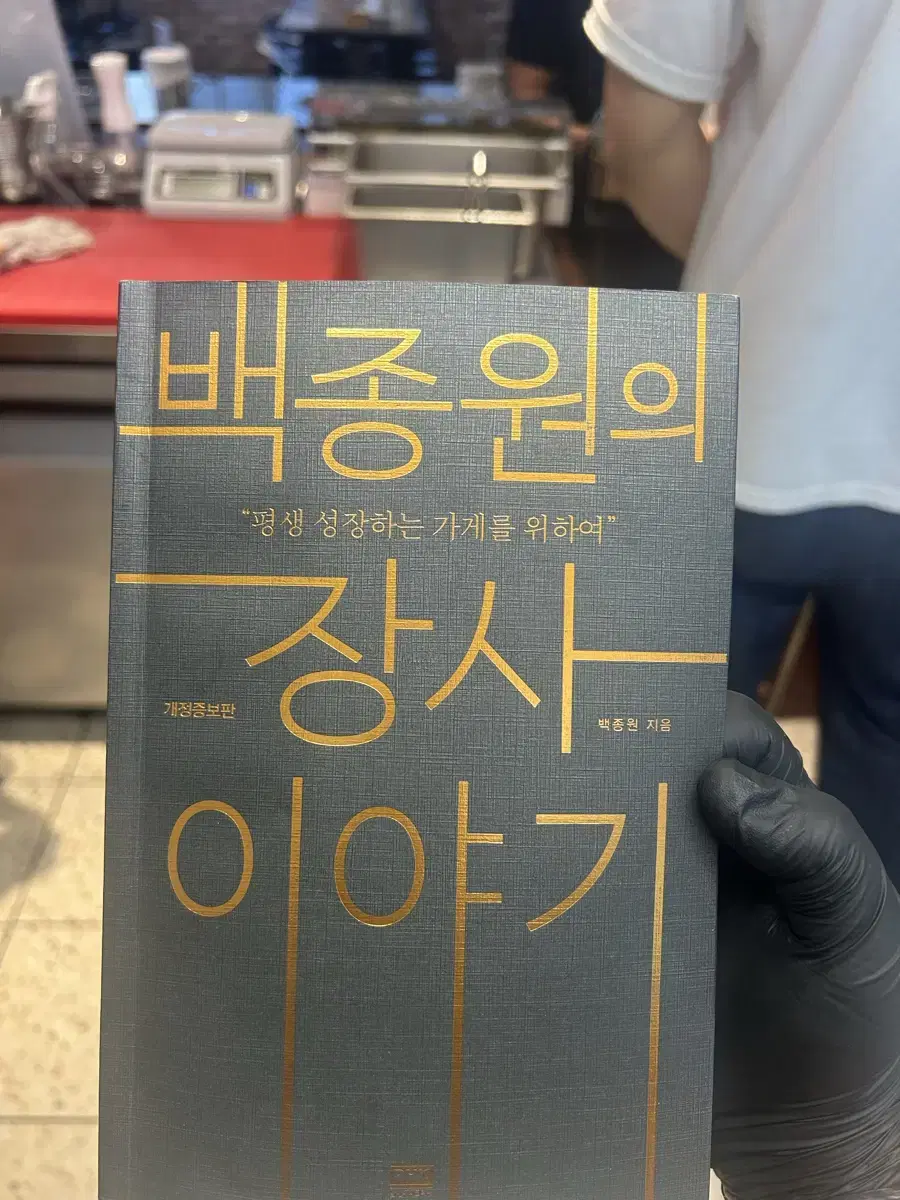 백종원의
“평생 성장하는 가게를 위하여”
장사
개정증보판
백종원 지음
이야기